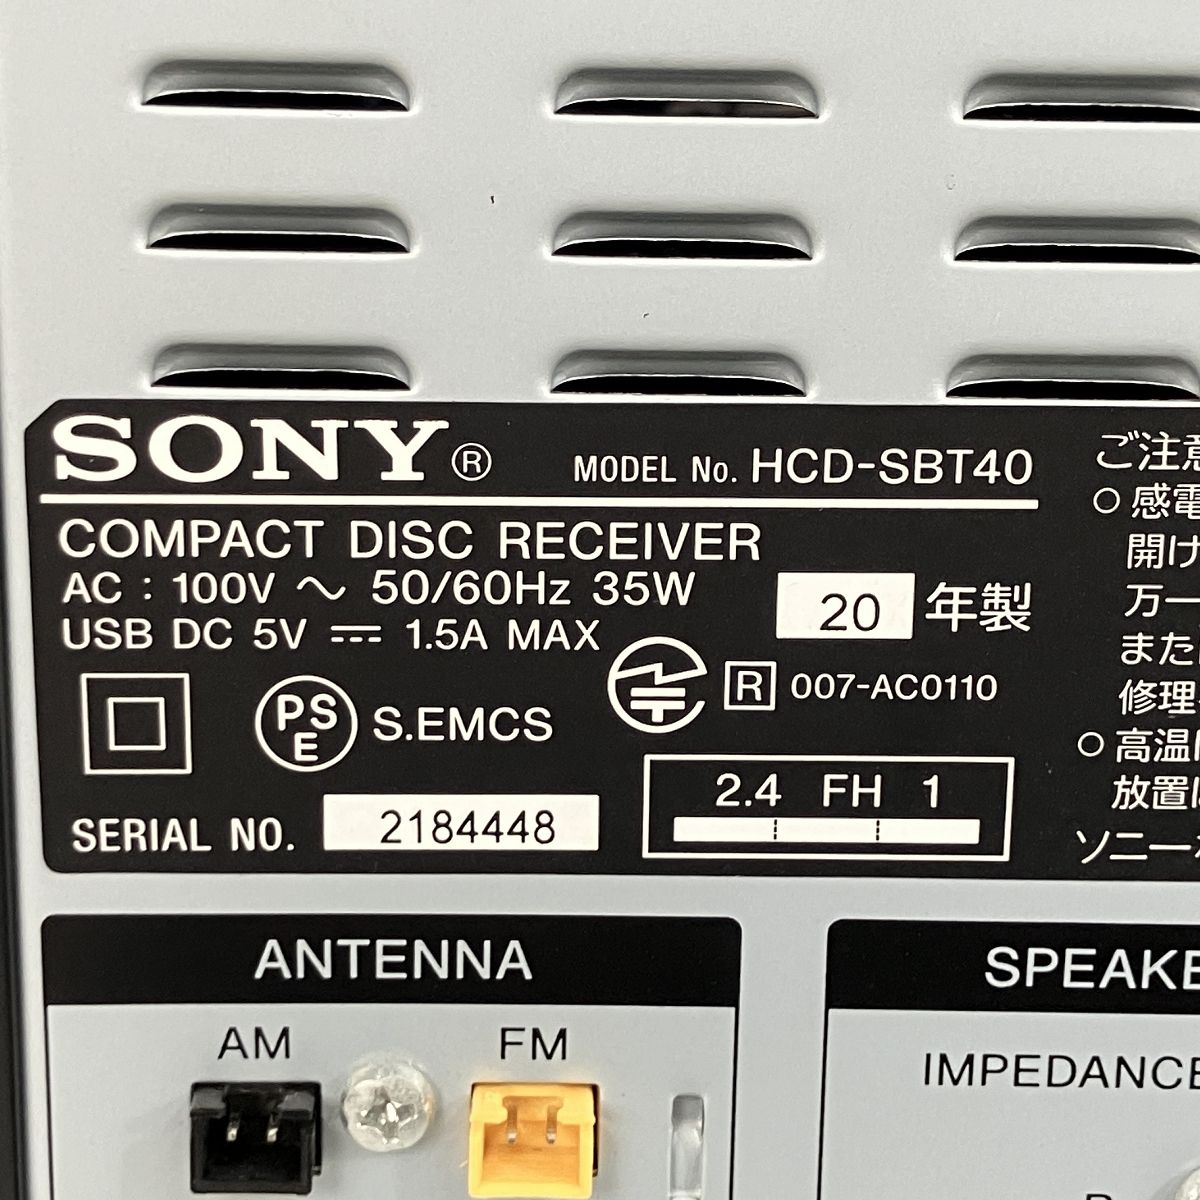 SONY® MODEL No. HCD-SBT40
COMPACT DISC RECEIVER
AC : 100V ～ 50/60Hz 35W
20 年製
USB DC 5V ⎓ 1.5A MAX
R 007-AC0110
PSE S.EMCS
2.4 FH 1
SERIAL NO. 2184448
ご注意
○ 感電
開け
万一
また
修理
○ 高温
放置
ソニー
ANTENNA
AM FM
SPEAKE
IMPEDANCE